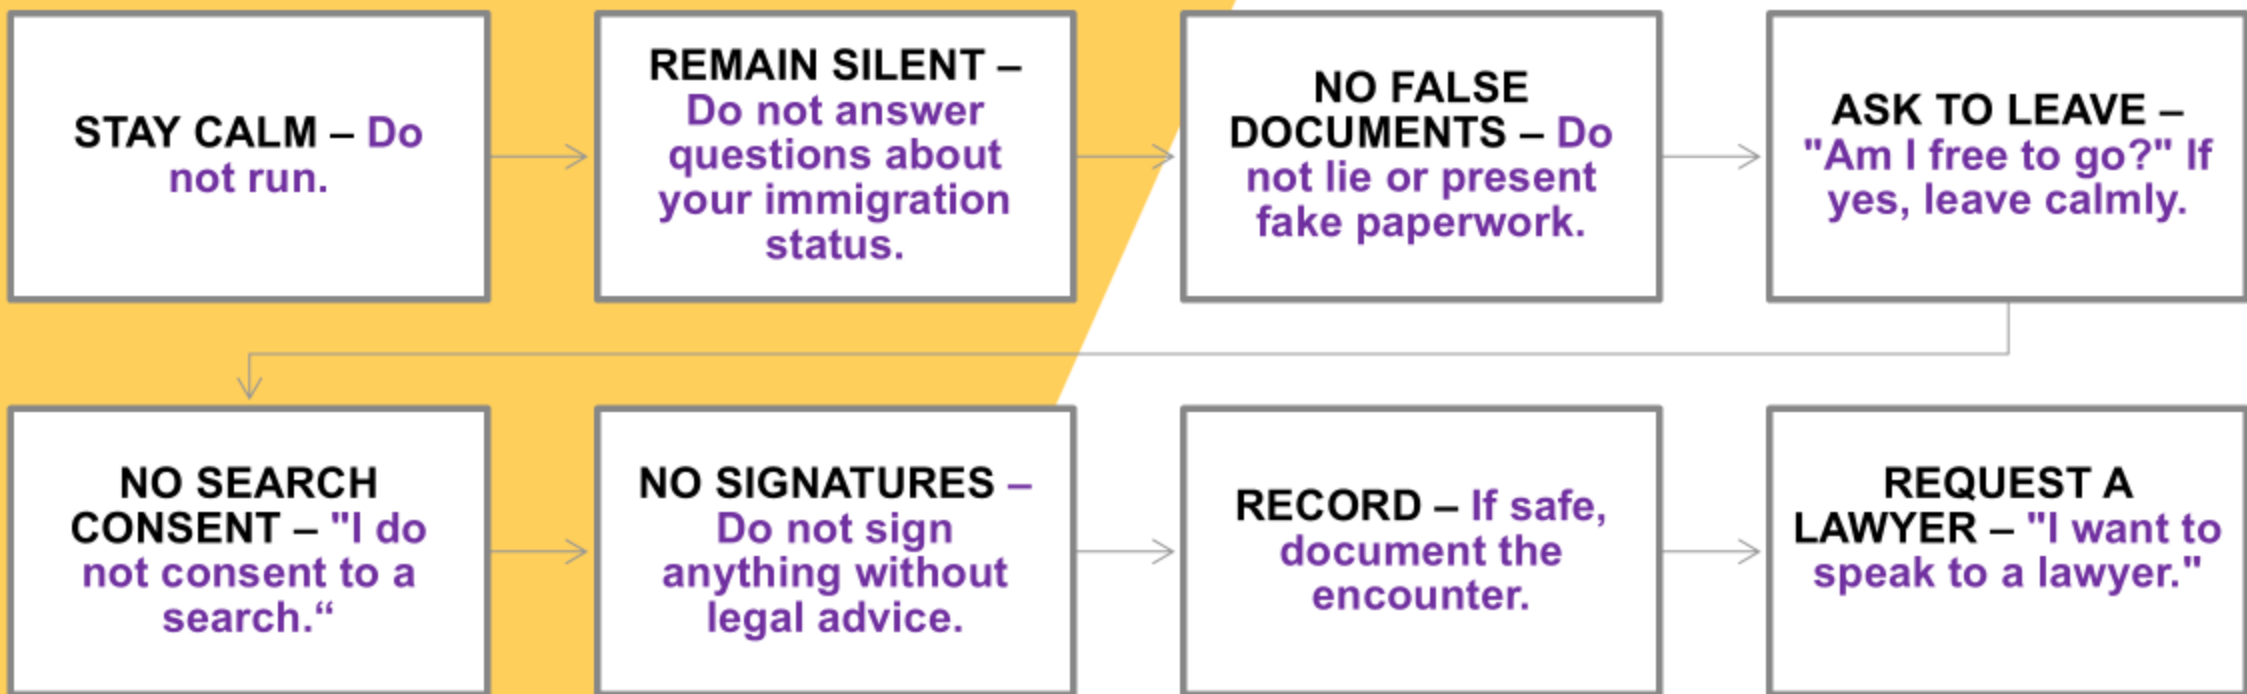 STAY CALM – Do
not run.
REMAIN SILENT –
Do not answer
questions about
your immigration
status.
NO FALSE
DOCUMENTS – Do
not lie or present
fake paperwork.
ASK TO LEAVE –
"Am I free to go?" If
yes, leave calmly.
NO SEARCH
CONSENT – "I do
not consent to a
search.“
NO SIGNATURES –
Do not sign
anything without
legal advice.
RECORD – If safe,
document the
encounter.
REQUEST A
LAWYER – "I want to
speak to a lawyer."